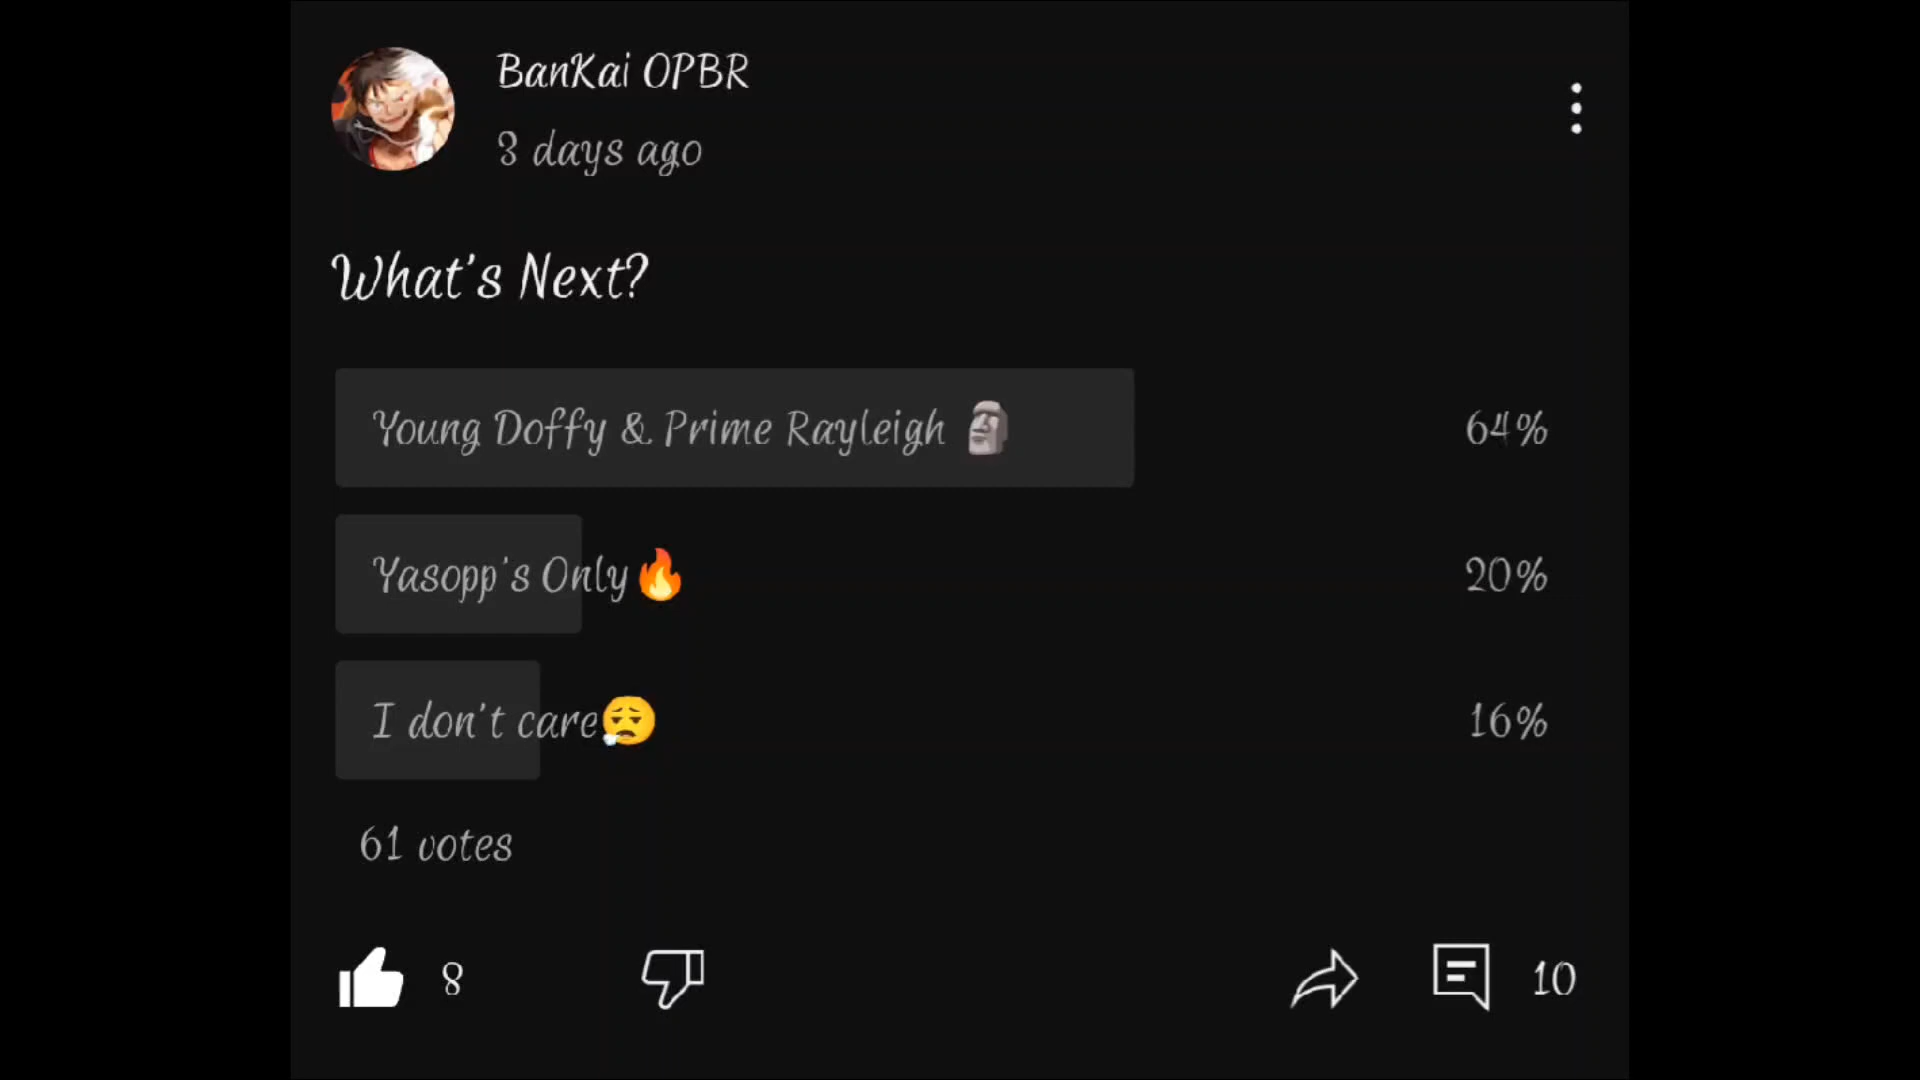 BanKai OPBR
3 days ago
What's Next?
Young Doffy & Prime Rayleigh 🗿 64%
Yasopp's Only🔥 20%
I don't care😮‍💨 16%
61 votes
8 10